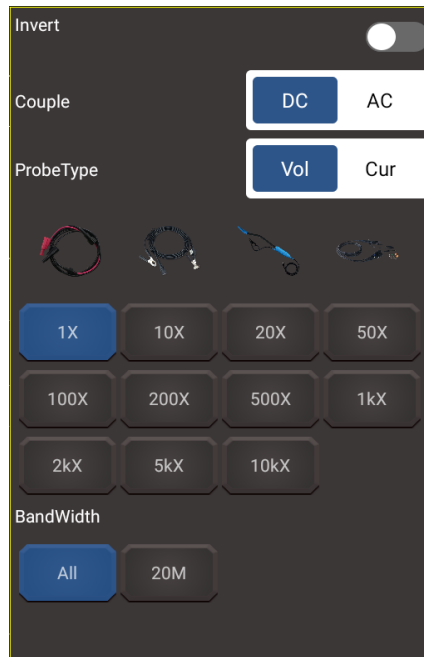 Invert
Couple DC AC
ProbeType Vol Cur
1X 10X 20X 50X
100X 200X 500X 1kX
2kX 5kX 10kX
BandWidth
All 20M